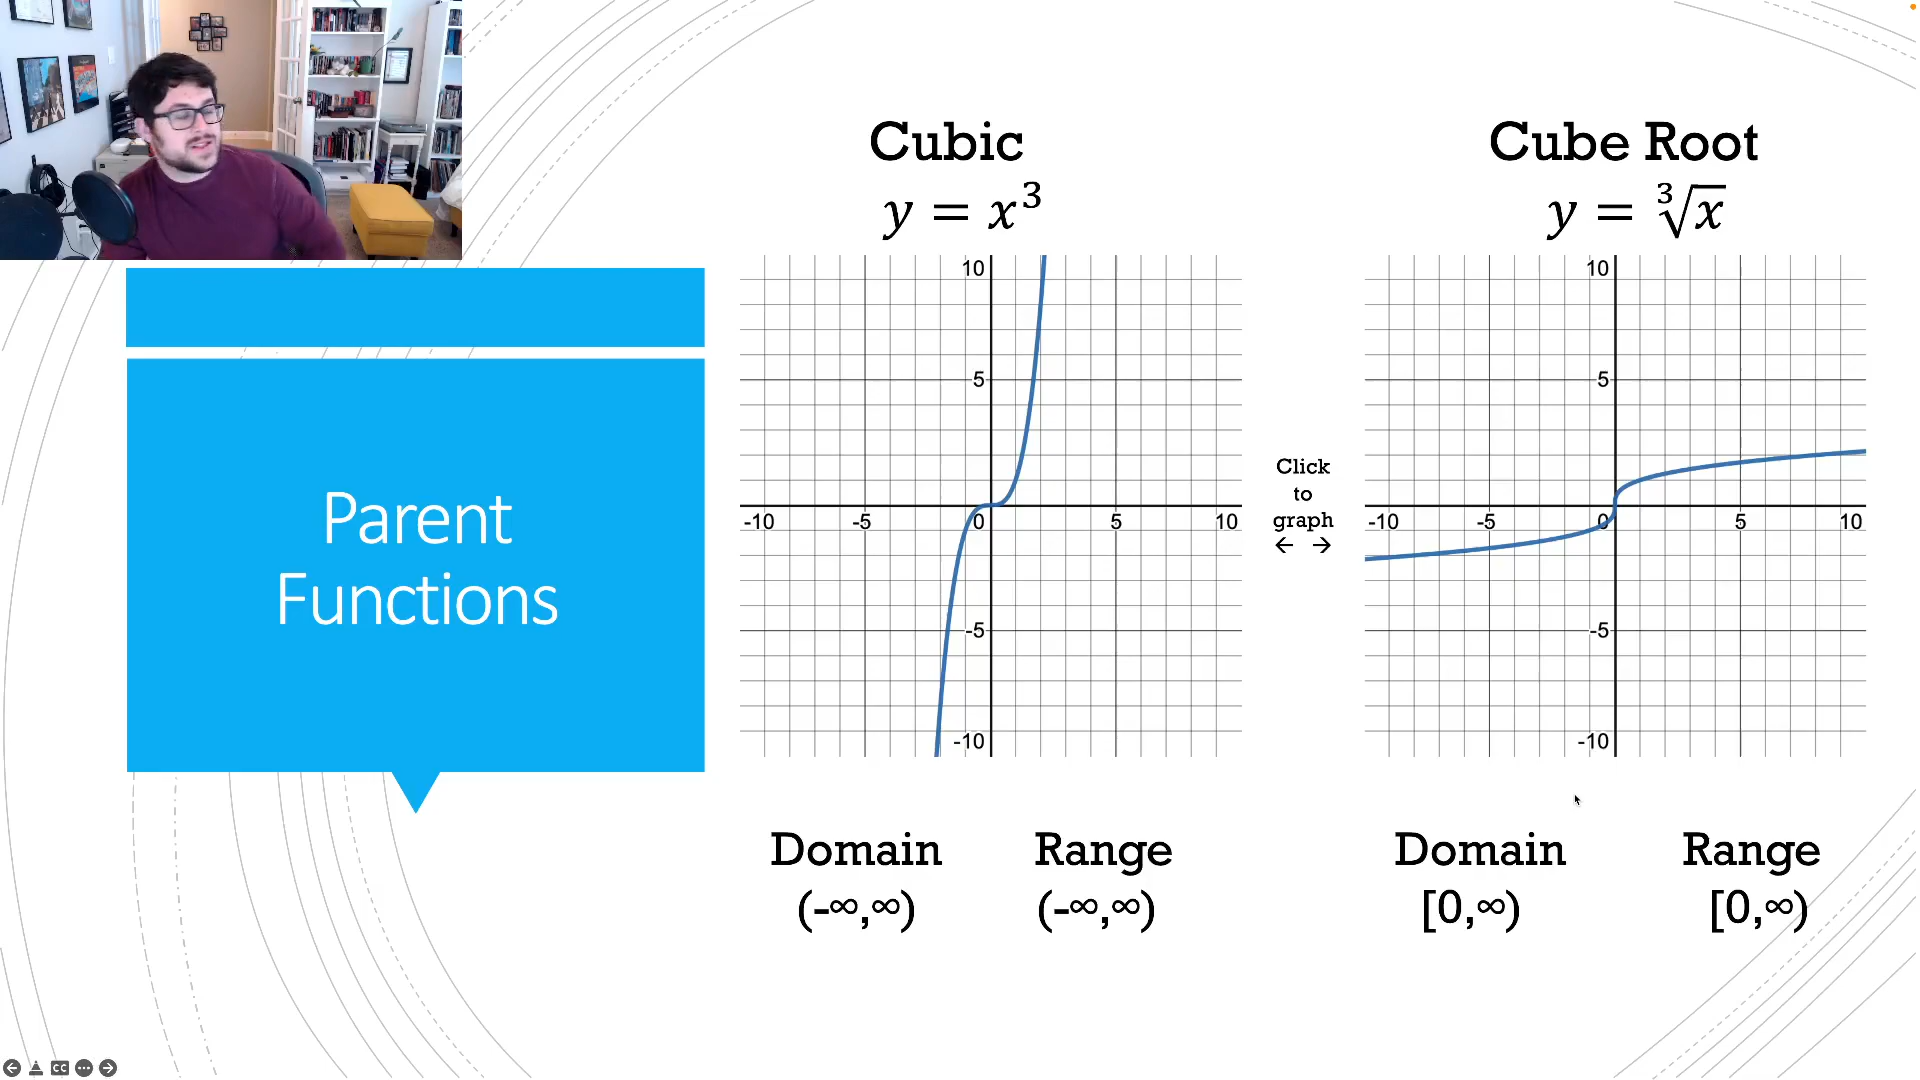 Parent
Functions
Cubic
y = x³
10
5
-10
-5
0
5
10
-5
-10
Domain
(-∞,∞)
Range
(-∞,∞)
Click
to
graph
← →
Cube Root
y = ∛x
10
5
-10
-5
0
5
10
-5
-10
Domain
[0,∞)
Range
[0,∞)
CC